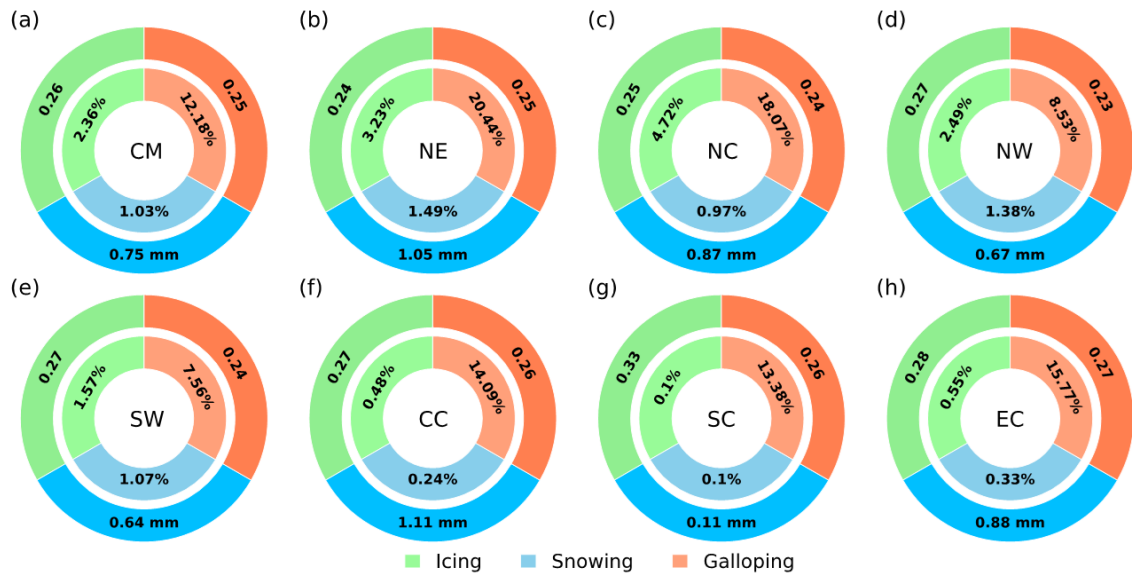 (a)
(b)
(c)
(d)
0.26
0.25
2.36%
12.18%
CM
1.03%
0.75 mm
0.24
0.25
3.23%
20.44%
NE
1.49%
1.05 mm
0.25
0.24
4.72%
18.07%
NC
0.97%
0.87 mm
0.27
0.23
2.49%
8.53%
NW
1.38%
0.67 mm
(e)
(f)
(g)
(h)
0.27
0.24
1.57%
7.56%
SW
1.07%
0.64 mm
0.27
0.26
0.48%
14.09%
CC
0.24%
1.11 mm
0.33
0.26
0.1%
13.38%
SC
0.1%
0.11 mm
0.28
0.27
0.55%
15.77%
EC
0.33%
0.88 mm
Icing Snowing Galloping